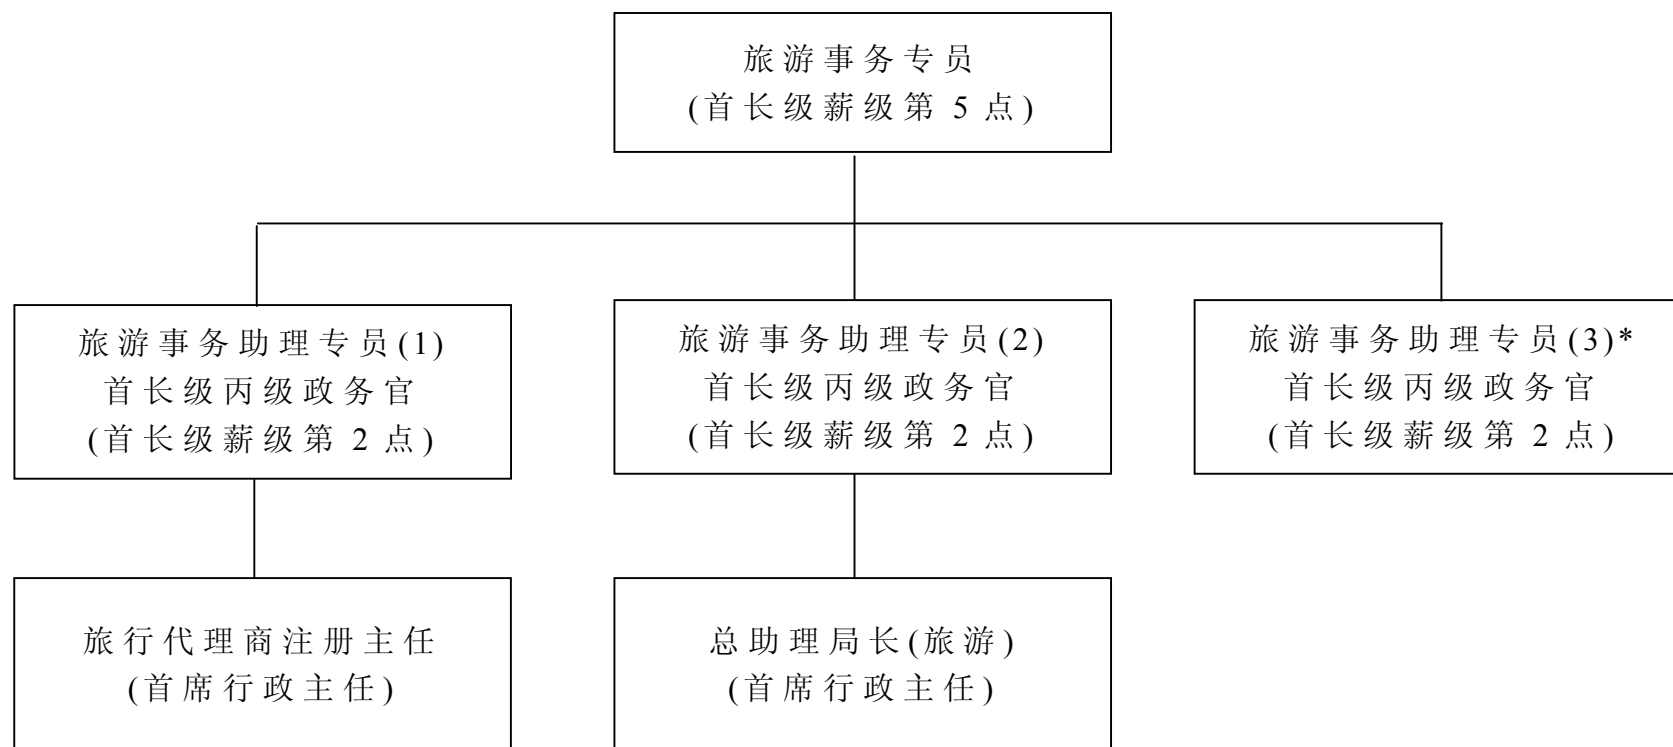 旅游事务专员
(首长级薪级第 5 点)
旅游事务助理专员(1)
首长级丙级政务官
(首长级薪级第 2 点)
旅游事务助理专员(2)
首长级丙级政务官
(首长级薪级第 2 点)
旅游事务助理专员(3)*
首长级丙级政务官
(首长级薪级第 2 点)
旅行代理商注册主任
(首席行政主任)
总助理局长(旅游)
(首席行政主任)